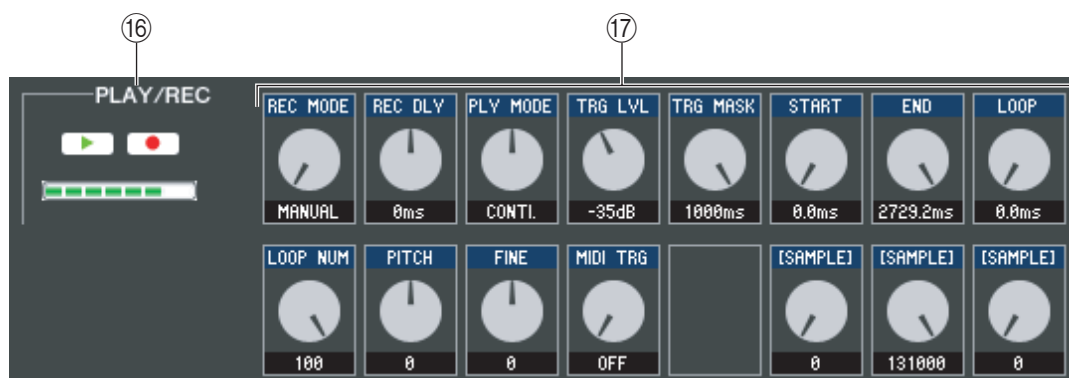 ⑯ ⑰
PLAY/REC
REC MODE REC DLY PLY MODE TRG LVL TRG MASK START END LOOP
MANUAL 0ms CONTI. -35dB 1000ms 0.0ms 2729.2ms 0.0ms
LOOP NUM PITCH FINE MIDI TRG [SAMPLE] [SAMPLE] [SAMPLE]
100 0 0 OFF 0 131000 0